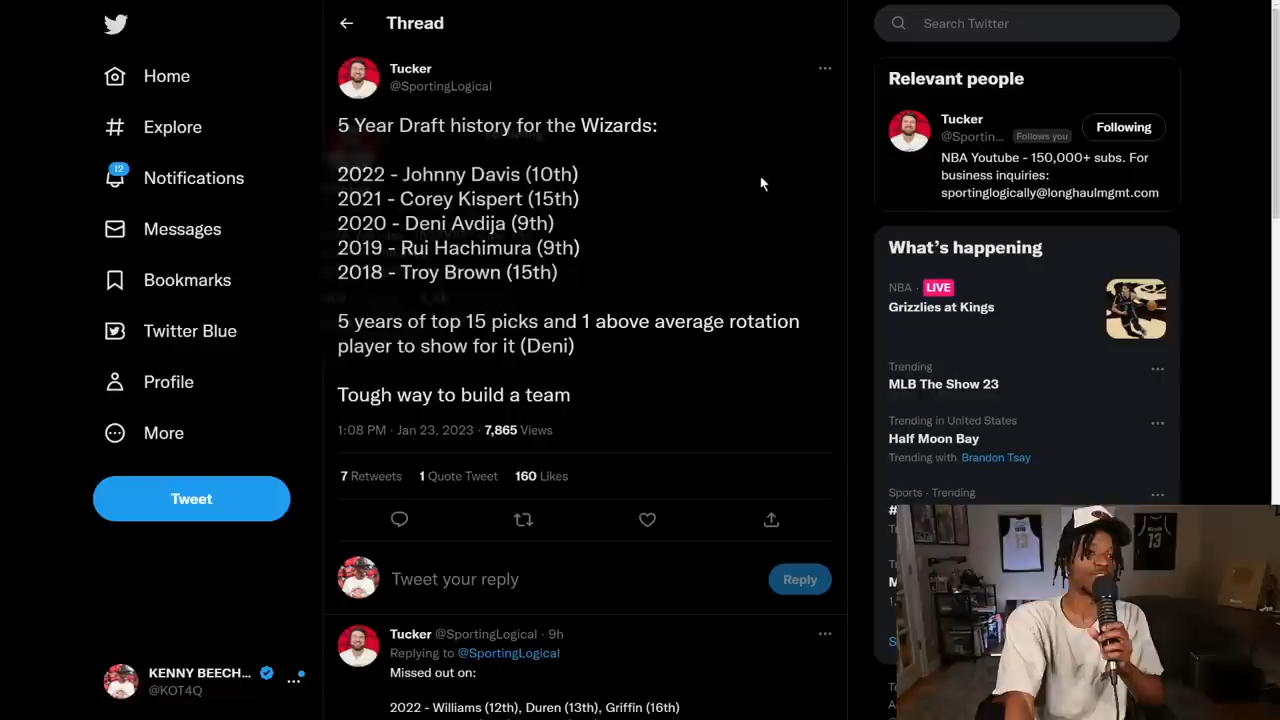 Thread
Search Twitter
Home
Explore
12
Notifications
Messages
Bookmarks
Twitter Blue
Profile
More
Tweet
KENNY BEECH...
@KOT4Q
Tucker
@SportingLogical
5 Year Draft history for the Wizards:
2022 - Johnny Davis (10th)
2021 - Corey Kispert (15th)
2020 - Deni Avdija (9th)
2019 - Rui Hachimura (9th)
2018 - Troy Brown (15th)
5 years of top 15 picks and 1 above average rotation
player to show for it (Deni)
Tough way to build a team
1:08 PM · Jan 23, 2023 · 7,865 Views
7 Retweets 1 Quote Tweet 160 Likes
Tweet your reply
Reply
Tucker @SportingLogical · 9h
Replying to @SportingLogical
Missed out on:
2022 - Williams (12th), Duren (13th), Griffin (16th)
Relevant people
Tucker
@Sportin... Follows you
Following
NBA Youtube - 150,000+ subs. For
business inquiries:
sportinglogically@longhaulmgmt.com
What's happening
NBA · LIVE
Grizzlies at Kings
Trending
MLB The Show 23
Trending in United States
Half Moon Bay
Trending with Brandon Tsay
Sports · Trending
#
13